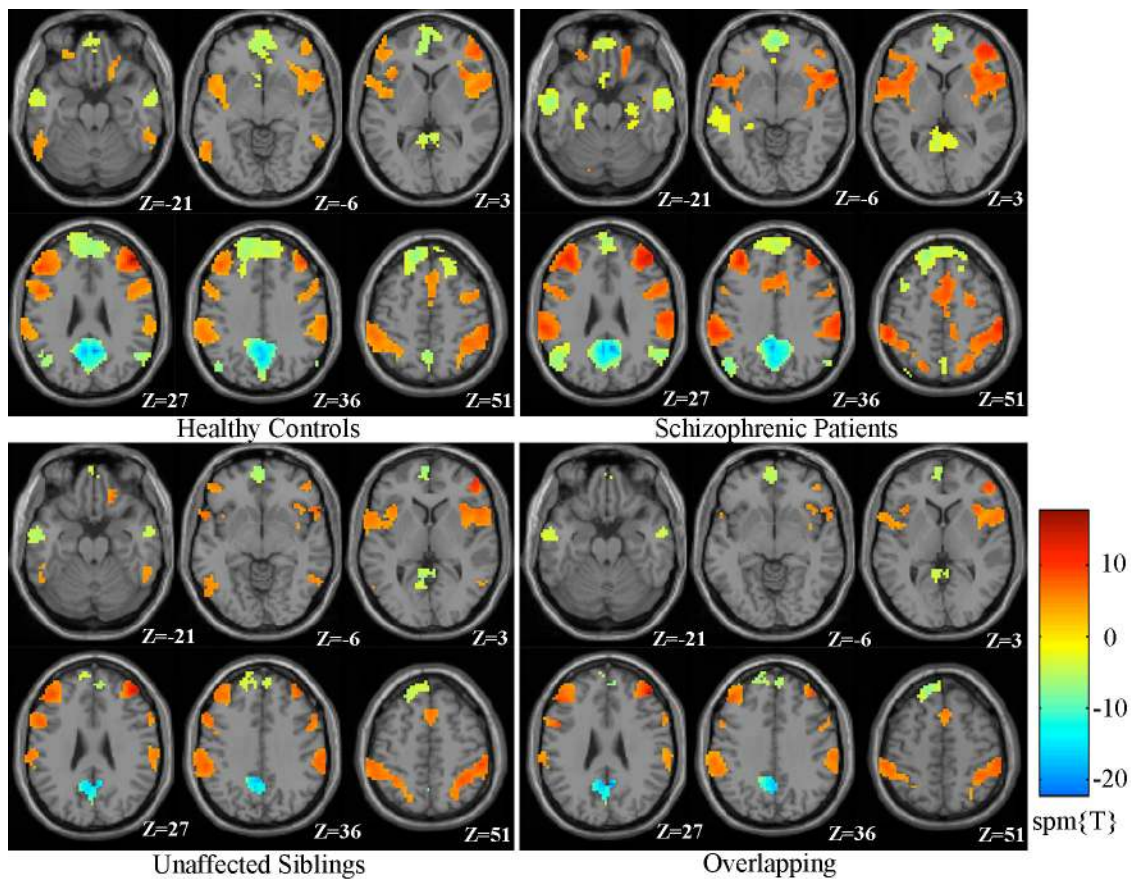 Z=-21 Z=-6 Z=3 Z=-21 Z=-6 Z=3
Z=27 Z=36 Z=51 Z=27 Z=36 Z=51
Healthy Controls Schizophrenic Patients
Z=-21 Z=-6 Z=3 Z=-21 Z=-6 Z=3
10
0
-10
-20
Z=27 Z=36 Z=51 Z=27 Z=36 Z=51
spm{T}
Unaffected Siblings Overlapping